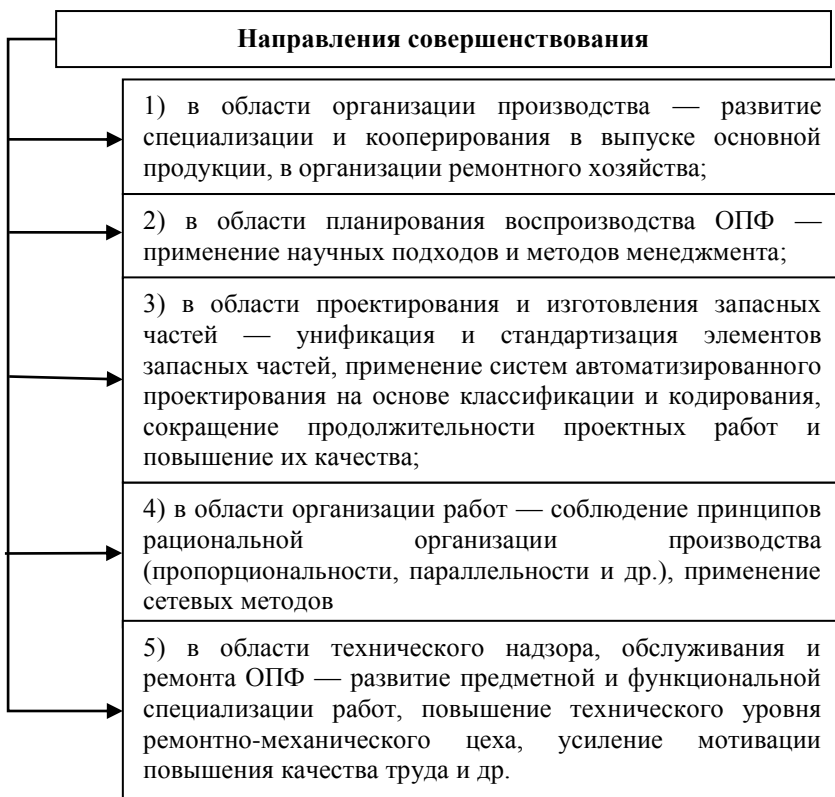 Направления совершенствования
1) в области организации производства — развитие
специализации и кооперирования в выпуске основной
продукции, в организации ремонтного хозяйства;
2) в области планирования воспроизводства ОПФ —
применение научных подходов и методов менеджмента;
3) в области проектирования и изготовления запасных
частей — унификация и стандартизация элементов
запасных частей, применение систем автоматизированного
проектирования на основе классификации и кодирования,
сокращение продолжительности проектных работ и
повышение их качества;
4) в области организации работ — соблюдение принципов
рациональной организации производства
(пропорциональности, параллельности и др.), применение
сетевых методов
5) в области технического надзора, обслуживания и
ремонта ОПФ — развитие предметной и функциональной
специализации работ, повышение технического уровня
ремонтно-механического цеха, усиление мотивации
повышения качества труда и др.